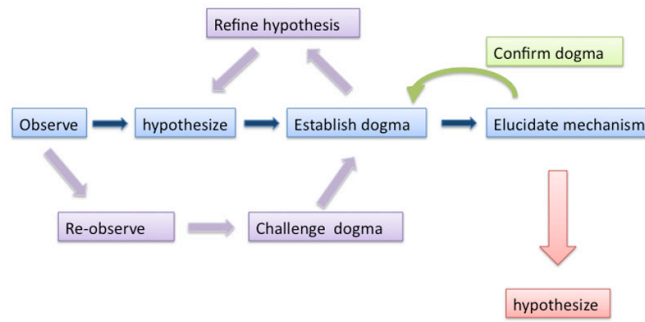 Refine hypothesis
Confirm dogma
Observe
hypothesize
Establish dogma
Elucidate mechanism
Re-observe
Challenge dogma
hypothesize